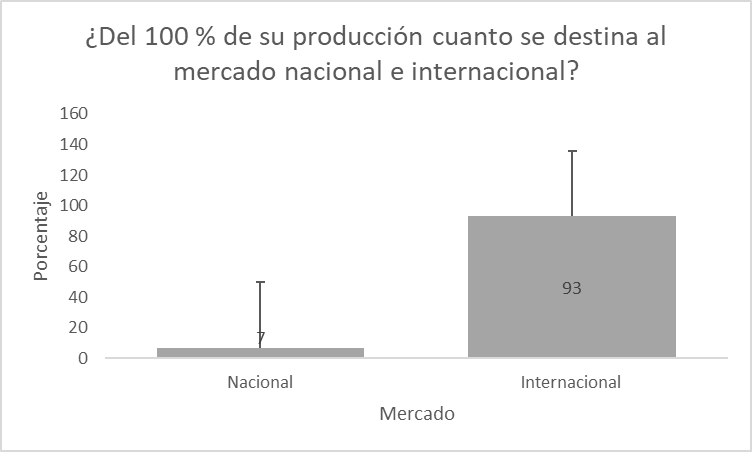 ¿Del 100 % de su producción cuanto se destina al
mercado nacional e internacional?
160
140
120
100
80
60
40
20
0
Porcentaje
7
93
Nacional
Internacional
Mercado